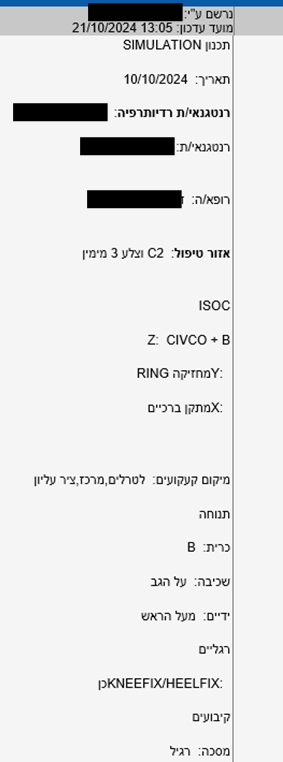 נרשם ע"י:
מועד עדכון: 13:05 21/10/2024
תכנון SIMULATION
תאריך: 10/10/2024
רנטגנאי/ת רדיותרפיה:
רנטגנאי/ת:
רופא/ה:
אזור טיפול: C2 וצלע 3 מימין
ISOC
Z: CIVCO + B
Y: מחזיקה RING
X: מתקן ברכיים
מיקום קעקועים: לטרלים,מרכז,ציר עליון
תנוחה
כרית: B
שכיבה: על הגב
ידיים: מעל הראש
רגליים
KNEEFIX/HEELFIX: כן
קיבועים
מסכה: רגיל